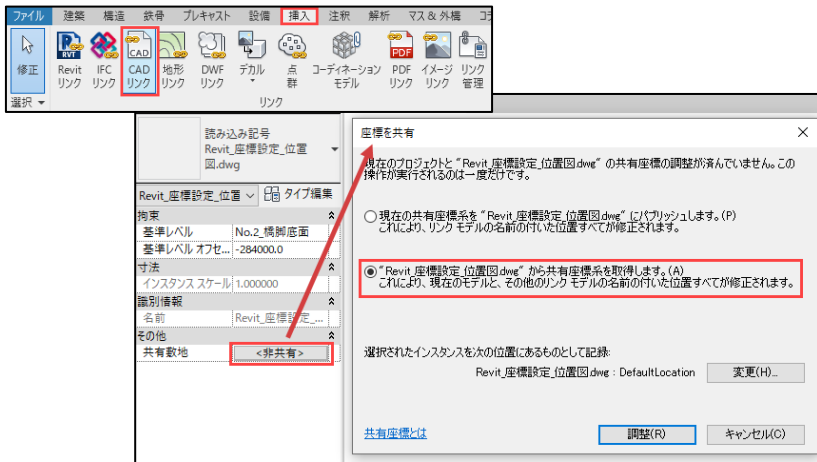 ファイル 建築 構造 鉄骨 プレキャスト 設備 挿入 注釈 解析 マス & 外構 コラ
RVT CAD PDF
修正 Revit リンク IFC リンク CAD リンク 地形 リンク DWF リンク デカル 点群 コーディネーション モデル PDF リンク イメージ リンク リンク 管理
選択 リンク
読み込み記号
Revit_座標設定_位置
図.dwg
Revit_座標設定_位置 タイプ編集
拘束
基準レベル No.2_橋脚底面
基準レベル オフセ... -284000.0
寸法
インスタンス スケール 1.000000
識別情報
名前 Revit_座標設定_...
その他
共有敷地 <非共有>
座標を共有
現在のプロジェクトと "Revit_座標設定_位置図.dwg" の共有座標の調整が済んでいません。この
操作が実行されるのは一度だけです。
現在の共有座標系を "Revit_座標設定_位置図.dwg" にパブリッシュします。(P)
これにより、リンク モデルの名前の付いた位置すべてが修正されます。
"Revit_座標設定_位置図.dwg" から共有座標系を取得します。(A)
これにより、現在のモデルと、その他のリンク モデルの名前の付いた位置すべてが修正されます。
選択されたインスタンスを次の位置にあるものとして記録:
Revit_座標設定_位置図.dwg : DefaultLocation 変更(H)...
共有座標とは 調整(R) キャンセル(C)